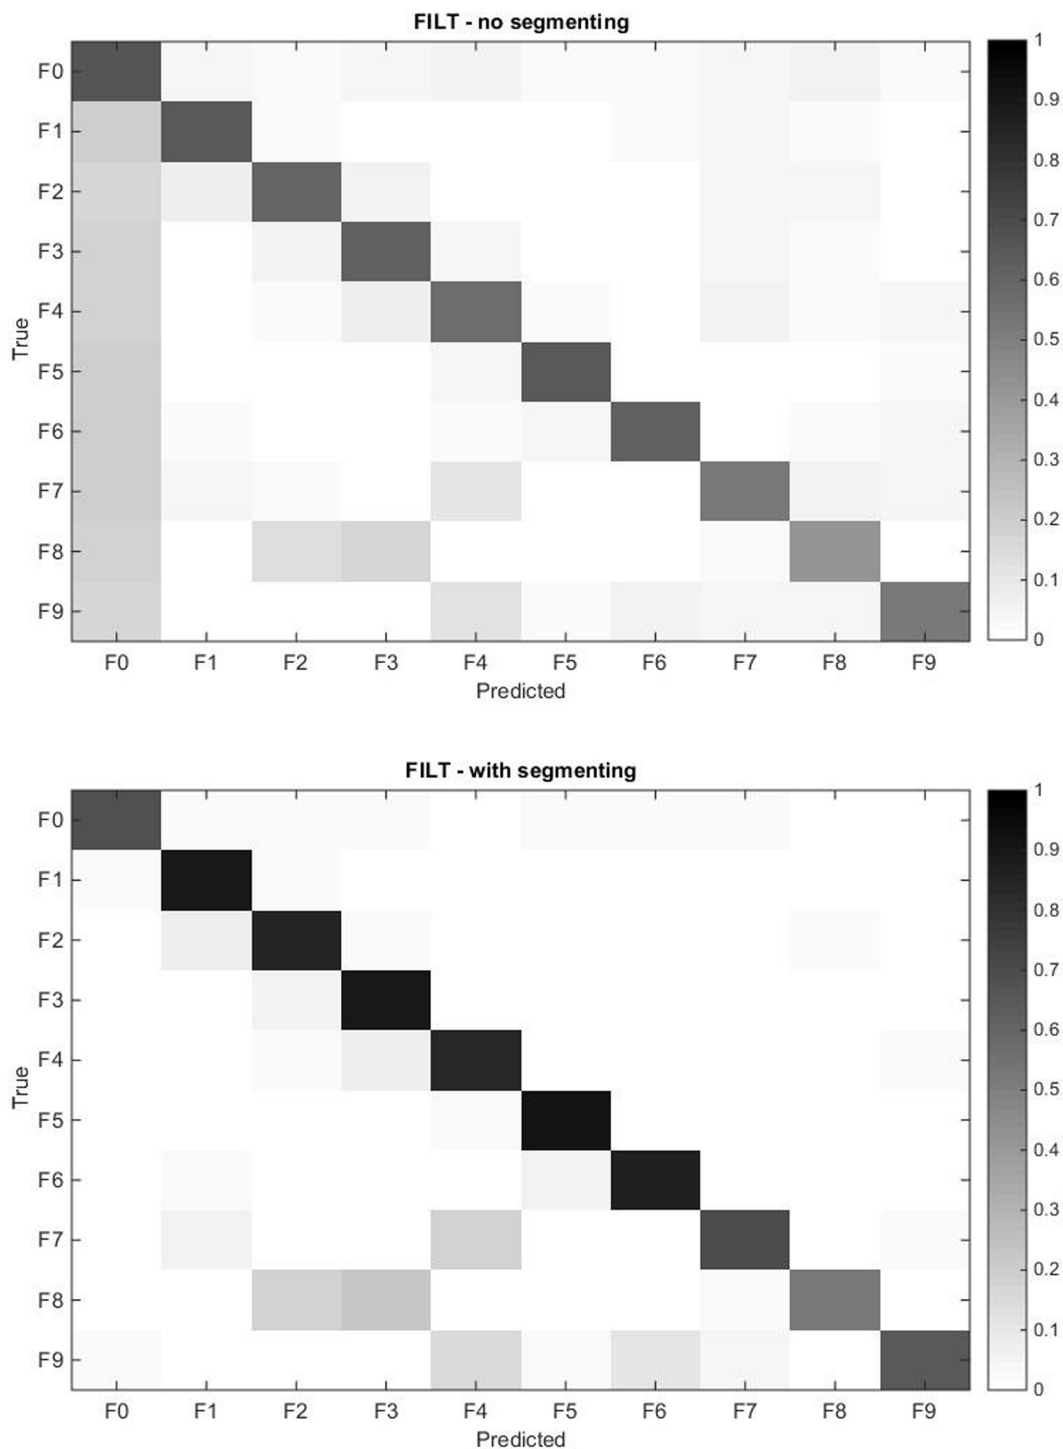 FILT - no segmenting
F0
F1
F2
F3
F4
F5
F6
F7
F8
F9
True
F0 F1 F2 F3 F4 F5 F6 F7 F8 F9
Predicted
1
0.9
0.8
0.7
0.6
0.5
0.4
0.3
0.2
0.1
0
FILT - with segmenting
F0
F1
F2
F3
F4
F5
F6
F7
F8
F9
True
F0 F1 F2 F3 F4 F5 F6 F7 F8 F9
Predicted
1
0.9
0.8
0.7
0.6
0.5
0.4
0.3
0.2
0.1
0